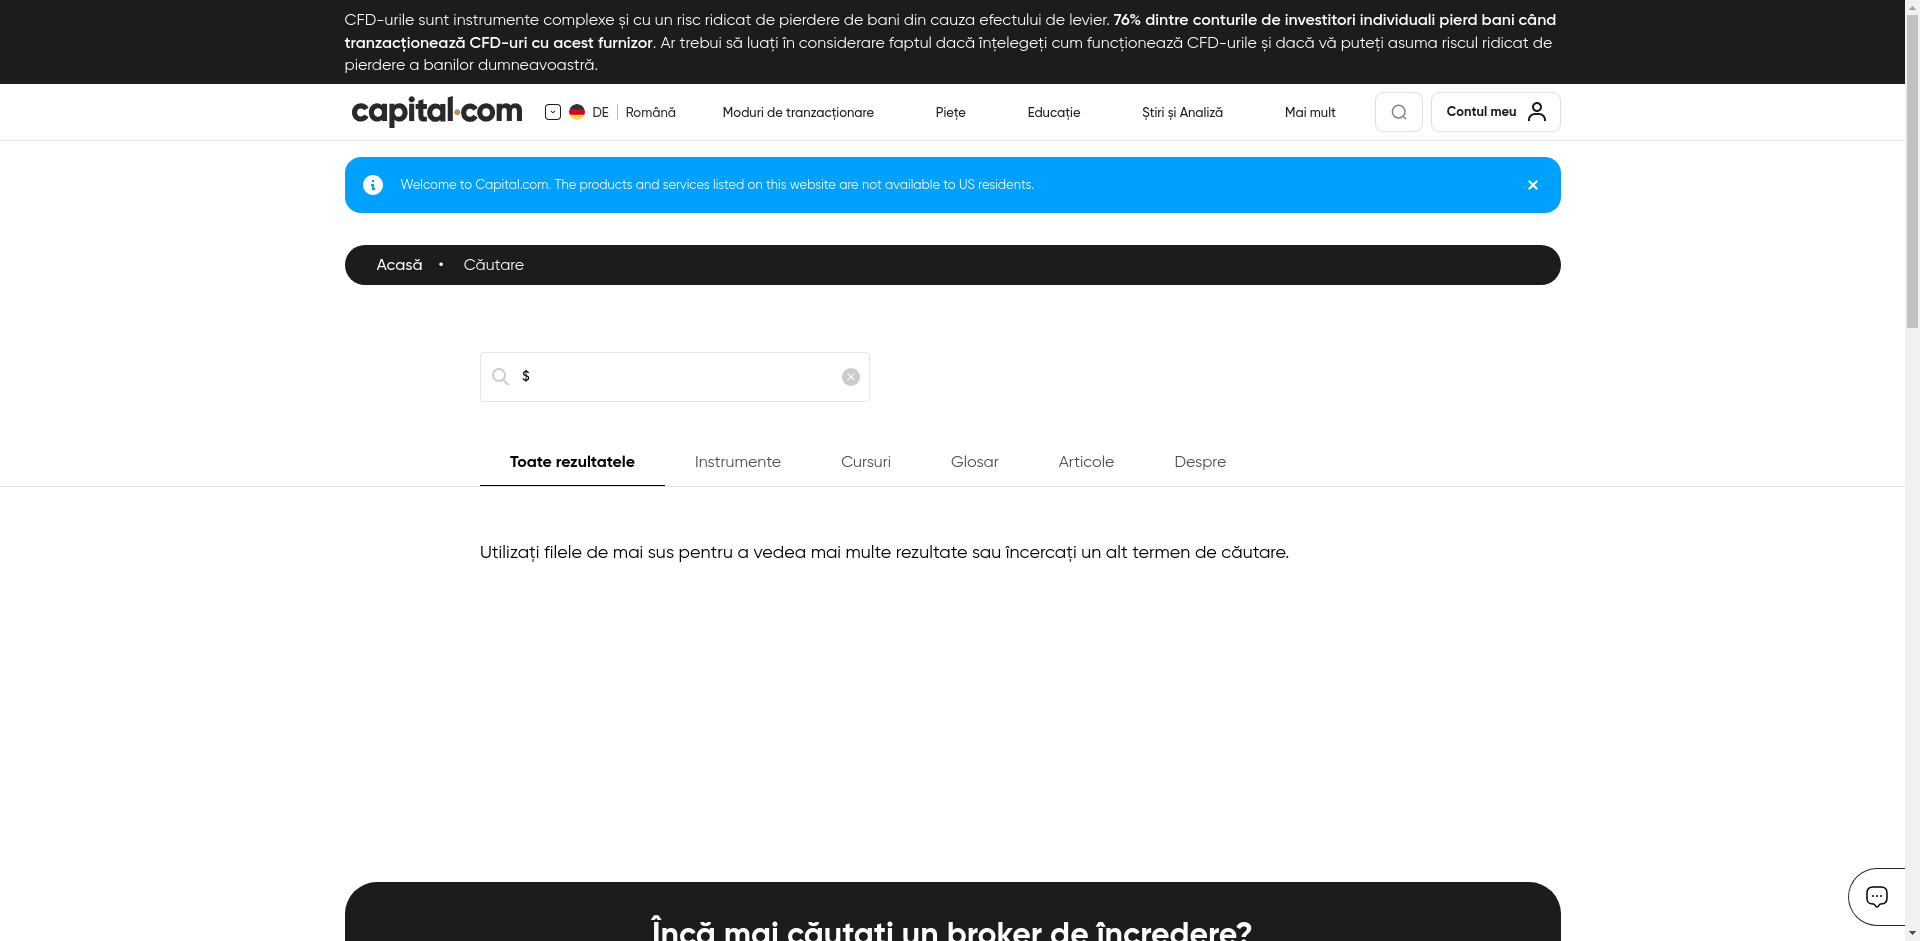 CFD-urile sunt instrumente complexe și cu un risc ridicat de pierdere de bani din cauza efectului de levier. 76% dintre conturile de investitori individuali pierd bani când
tranzacționează CFD-uri cu acest furnizor. Ar trebui să luați în considerare faptul dacă înțelegeți cum funcționează CFD-urile și dacă vă puteți asuma riscul ridicat de
pierdere a banilor dumneavoastră.
capital.com DE Română Moduri de tranzacționare Piețe Educație Știri și Analiză Mai mult Contul meu
Welcome to Capital.com. The products and services listed on this website are not available to US residents.
Acasă • Căutare
$
Toate rezultatele Instrumente Cursuri Glosar Articole Despre
Utilizați filele de mai sus pentru a vedea mai multe rezultate sau încercați un alt termen de căutare.
Încă mai căutați un broker de încredere?